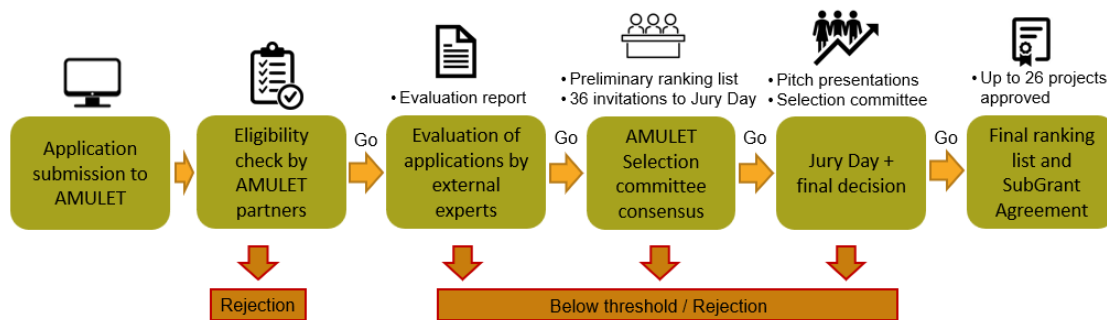 • Evaluation report
• Preliminary ranking list
• 36 invitations to Jury Day
• Pitch presentations
• Selection committee
• Up to 26 projects
approved
Application
submission to
AMULET
Eligibility
check by
AMULET
partners
Go
Evaluation of
applications by
external
experts
Go
AMULET
Selection
committee
consensus
Go
Jury Day +
final decision
Go
Final ranking
list and
SubGrant
Agreement
Rejection
Below threshold / Rejection